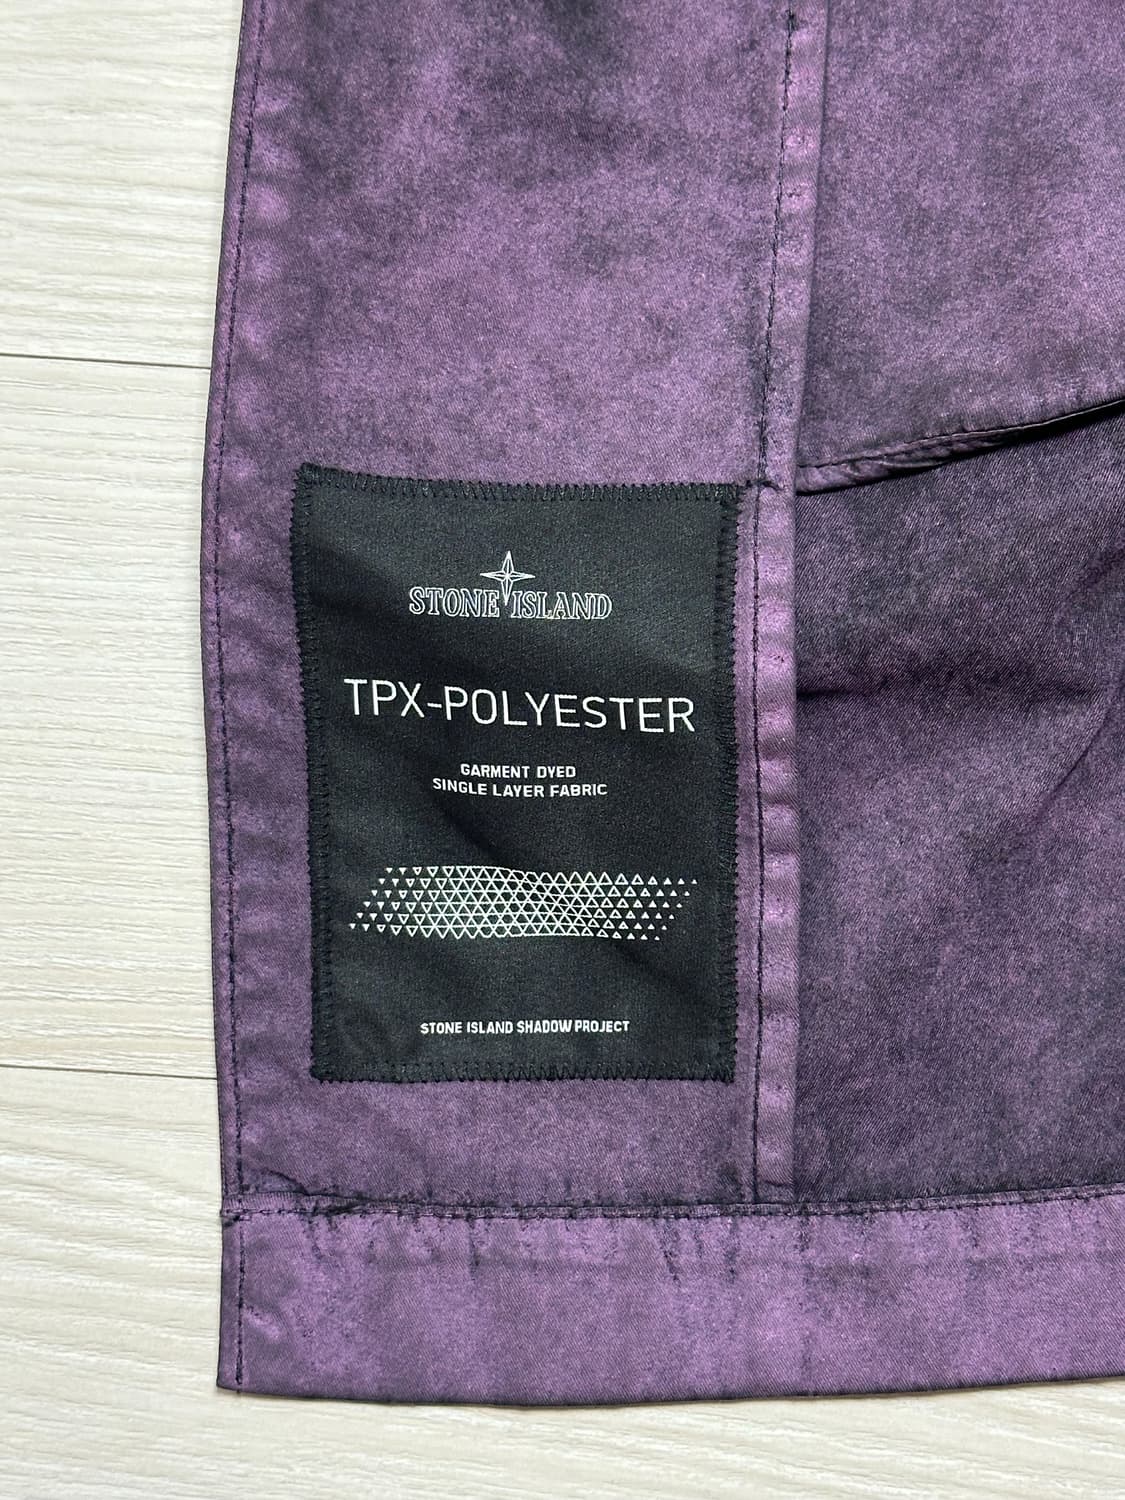 STONE ISLAND
TPX-POLYESTER
GARMENT DYED
SINGLE LAYER FABRIC
STONE ISLAND SHADOW PROJECT